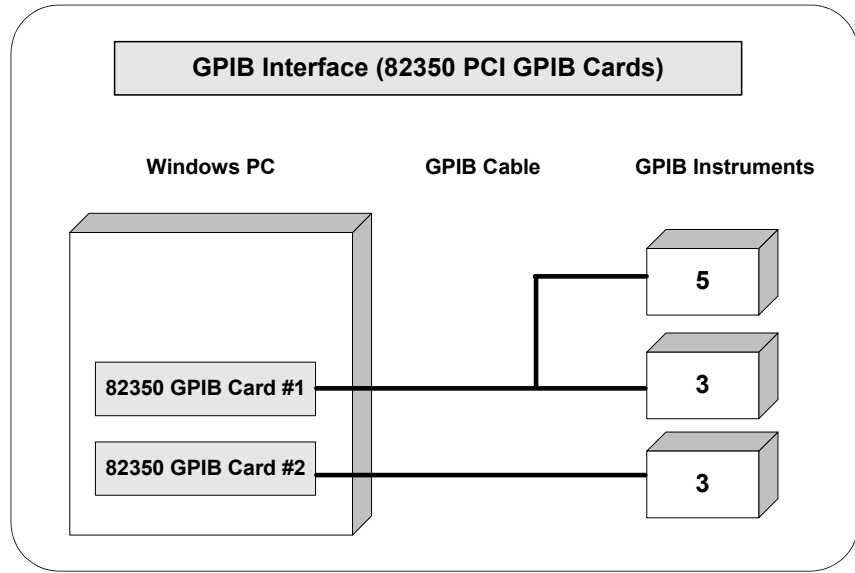 GPIB Interface (82350 PCI GPIB Cards)
Windows PC
GPIB Cable
GPIB Instruments
5
82350 GPIB Card #1
3
82350 GPIB Card #2
3